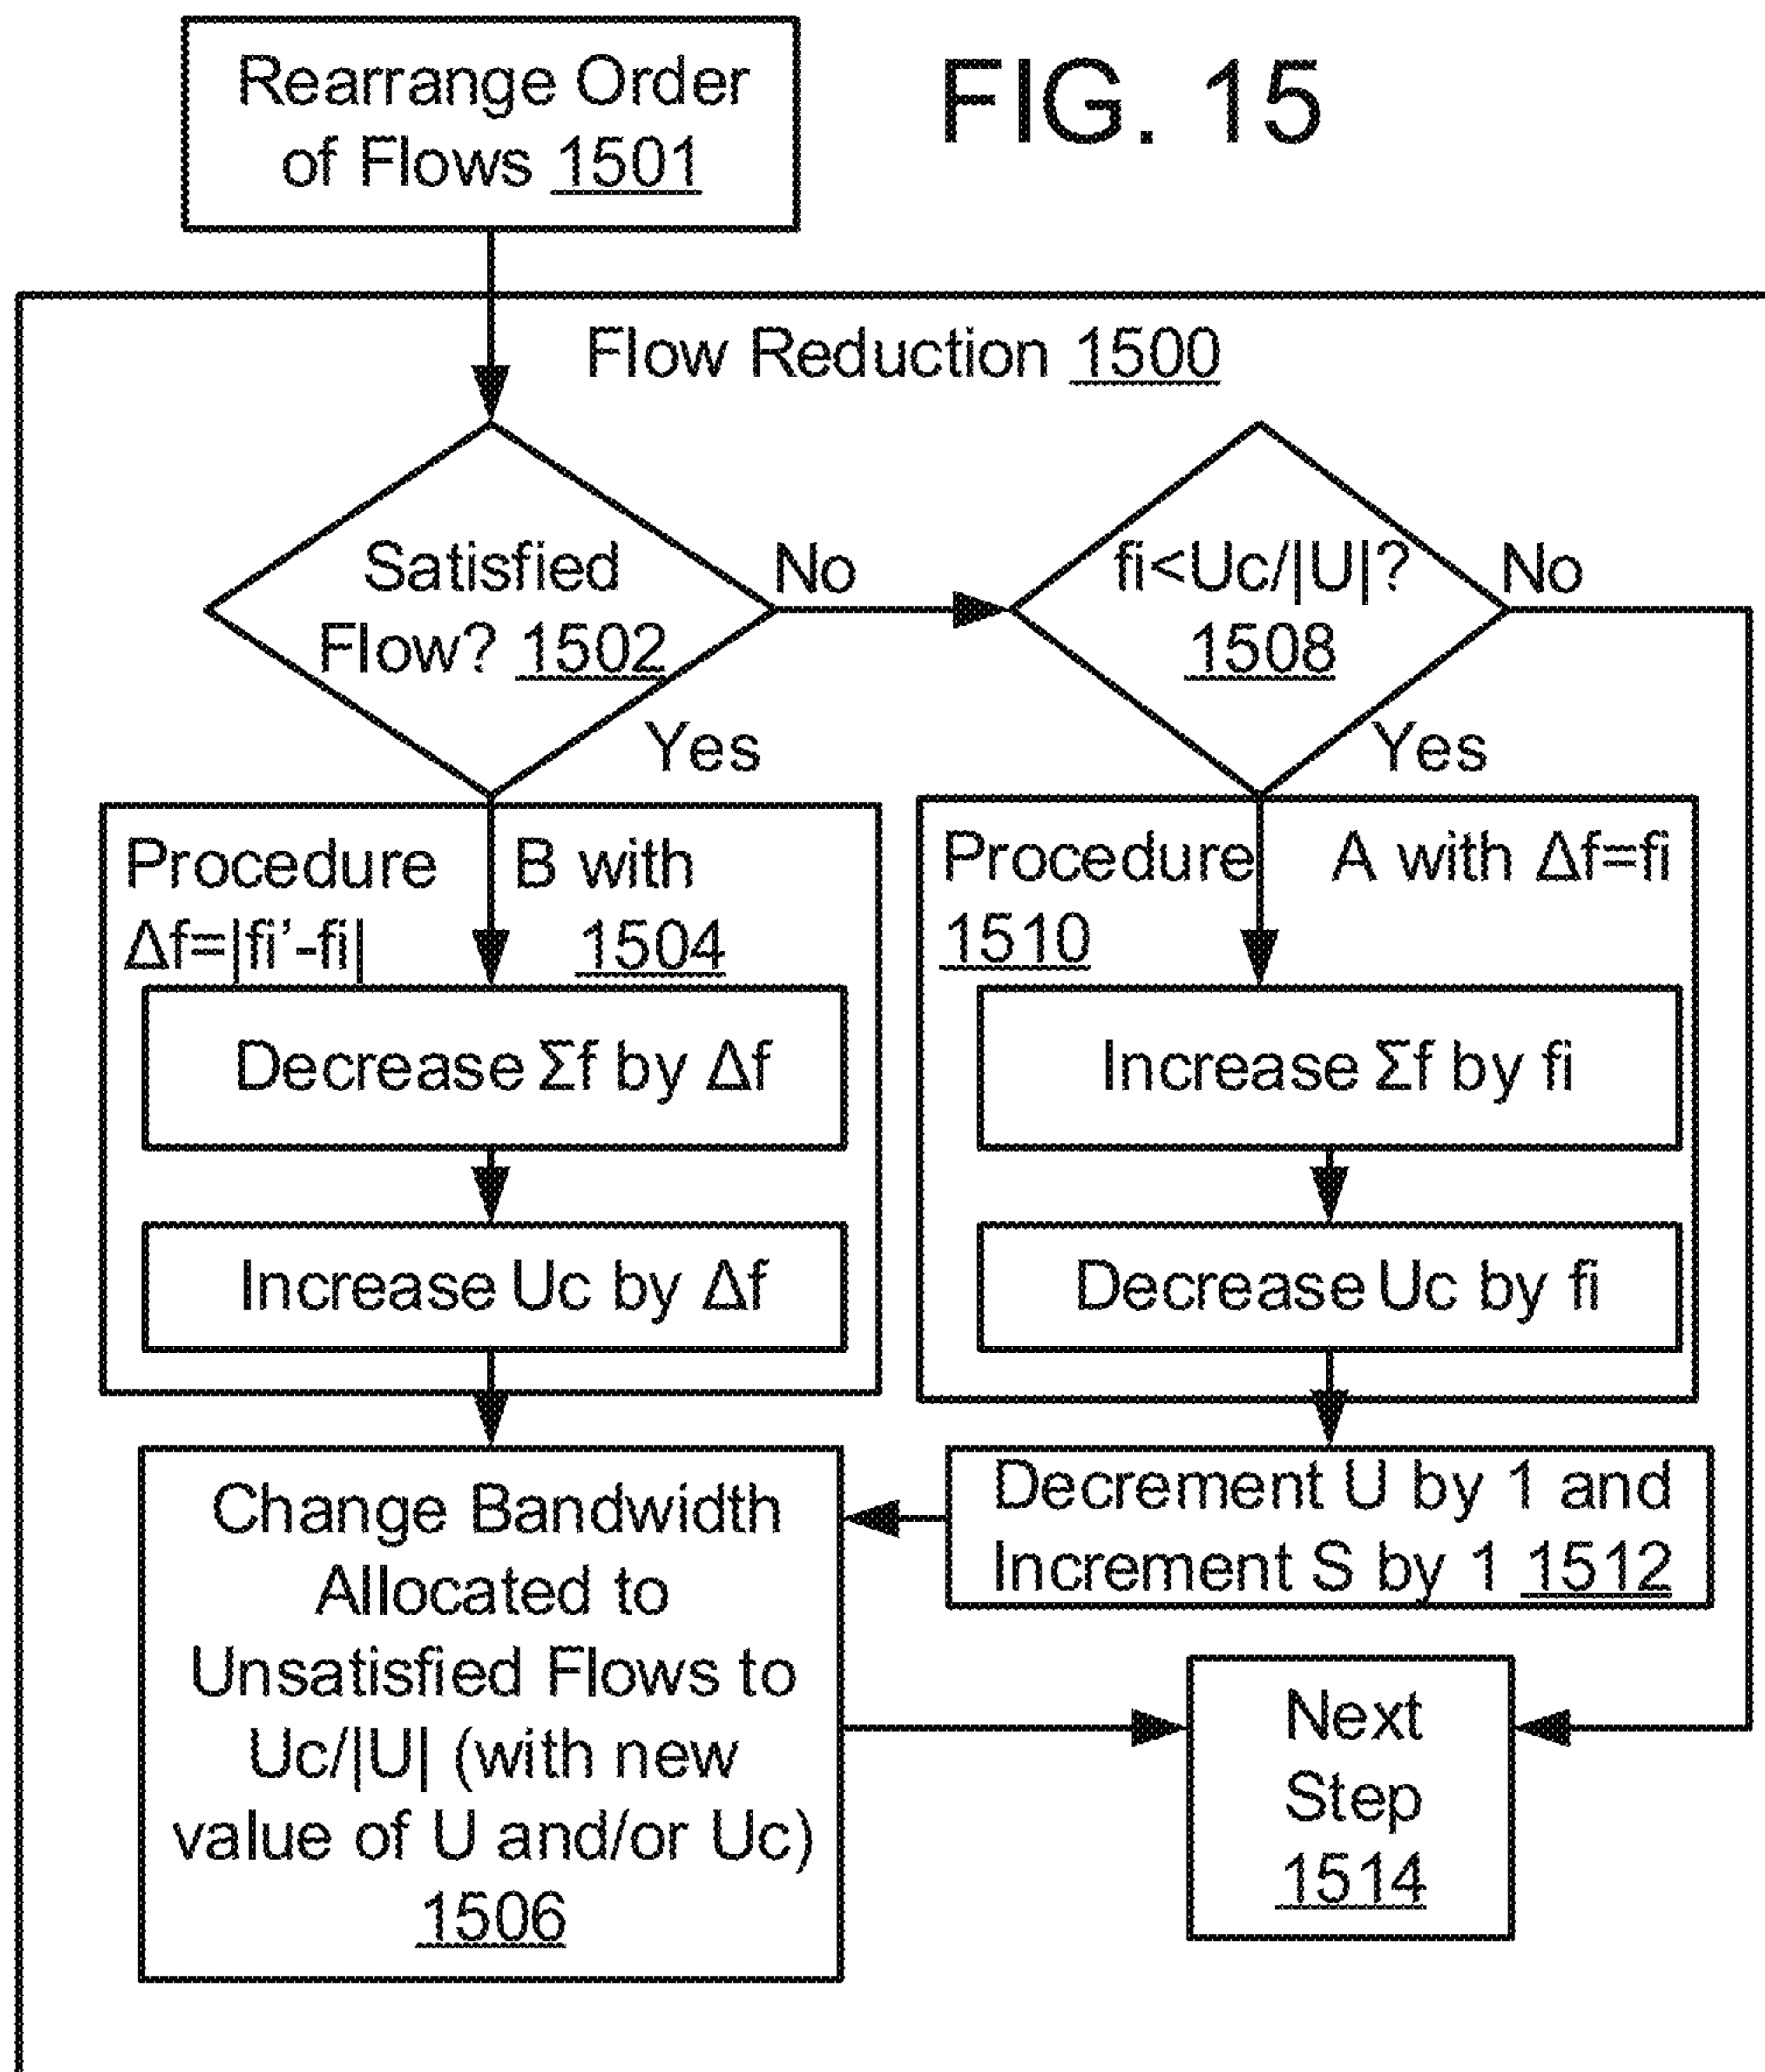 FIG. 15
Rearrange Order
of Flows 1501
Flow Reduction 1500
Satisfied
Flow? 1502
No
Yes
fi<Uc/|U|?
1508
No
Yes
Procedure B with
Δf=|fi'-fi| 1504
Decrease Σf by Δf
Increase Uc by Δf
Procedure A with Δf=fi
1510
Increase Σf by fi
Decrease Uc by fi
Decrement U by 1 and
Increment S by 1 1512
Change Bandwidth
Allocated to
Unsatisfied Flows to
Uc/|U| (with new
value of U and/or Uc)
1506
Next
Step
1514